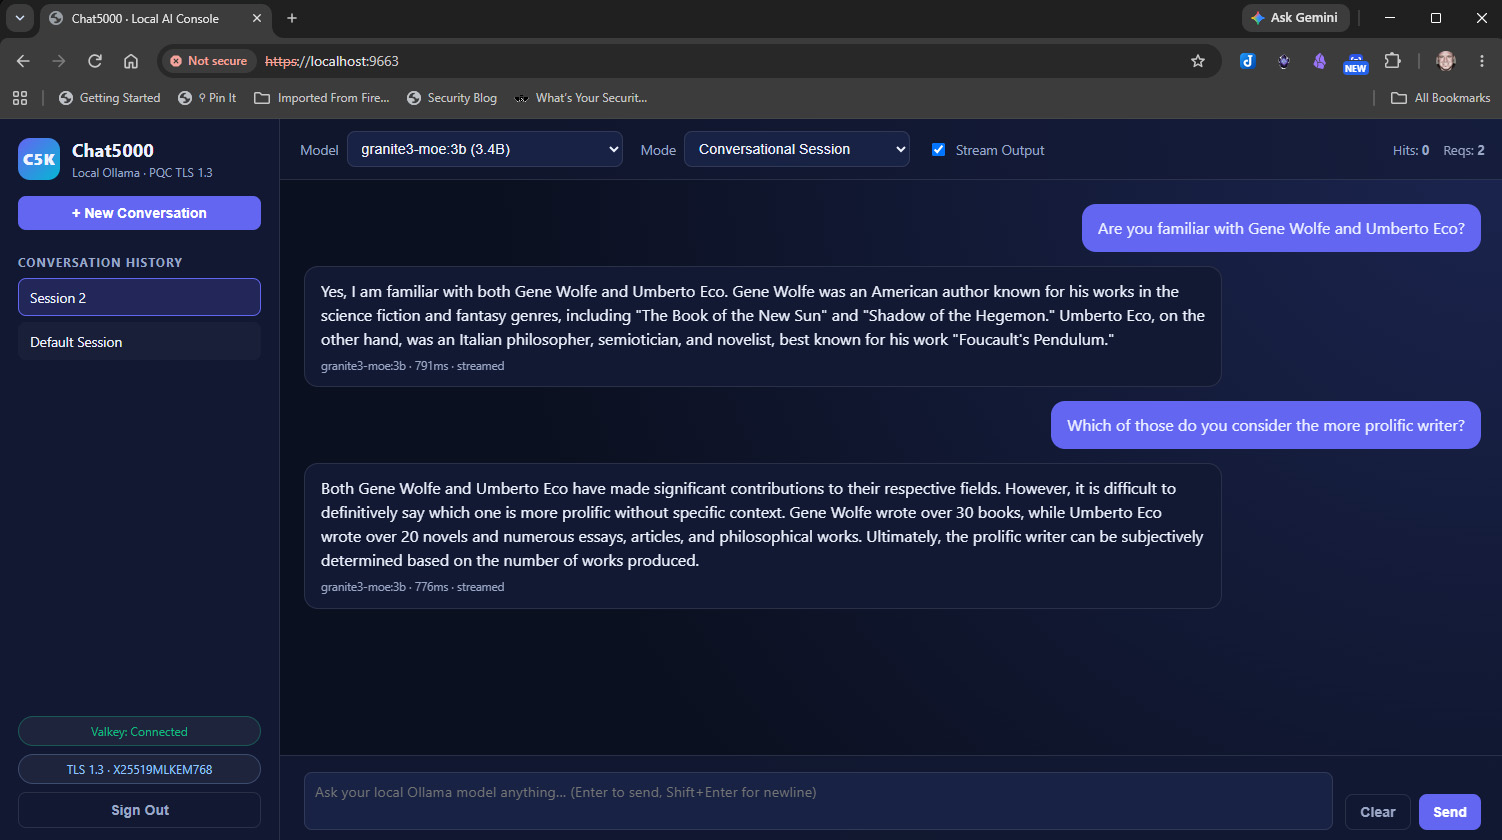 Chat5000 · Local AI Console
Ask Gemini
Not secure
https://localhost:9663
NEW
Getting Started
Pin It
Imported From Fire...
Security Blog
What's Your Securit...
All Bookmarks
C5K
Chat5000
Local Ollama · PQC TLS 1.3
+ New Conversation
CONVERSATION HISTORY
Session 2
Default Session
Valkey: Connected
TLS 1.3 · X25519MLKEM768
Sign Out
Model granite3-moe:3b (3.4B) Mode Conversational Session Stream Output Hits: 0 Reqs: 2
Are you familiar with Gene Wolfe and Umberto Eco?
Yes, I am familiar with both Gene Wolfe and Umberto Eco. Gene Wolfe was an American author known for his works in the
science fiction and fantasy genres, including "The Book of the New Sun" and "Shadow of the Hegemon." Umberto Eco, on the
other hand, was an Italian philosopher, semiotician, and novelist, best known for his work "Foucault's Pendulum."
granite3-moe:3b · 791ms · streamed
Which of those do you consider the more prolific writer?
Both Gene Wolfe and Umberto Eco have made significant contributions to their respective fields. However, it is difficult to
definitively say which one is more prolific without specific context. Gene Wolfe wrote over 30 books, while Umberto Eco
wrote over 20 novels and numerous essays, articles, and philosophical works. Ultimately, the prolific writer can be subjectively
determined based on the number of works produced.
granite3-moe:3b · 776ms · streamed
Ask your local Ollama model anything... (Enter to send, Shift+Enter for newline)
Clear
Send